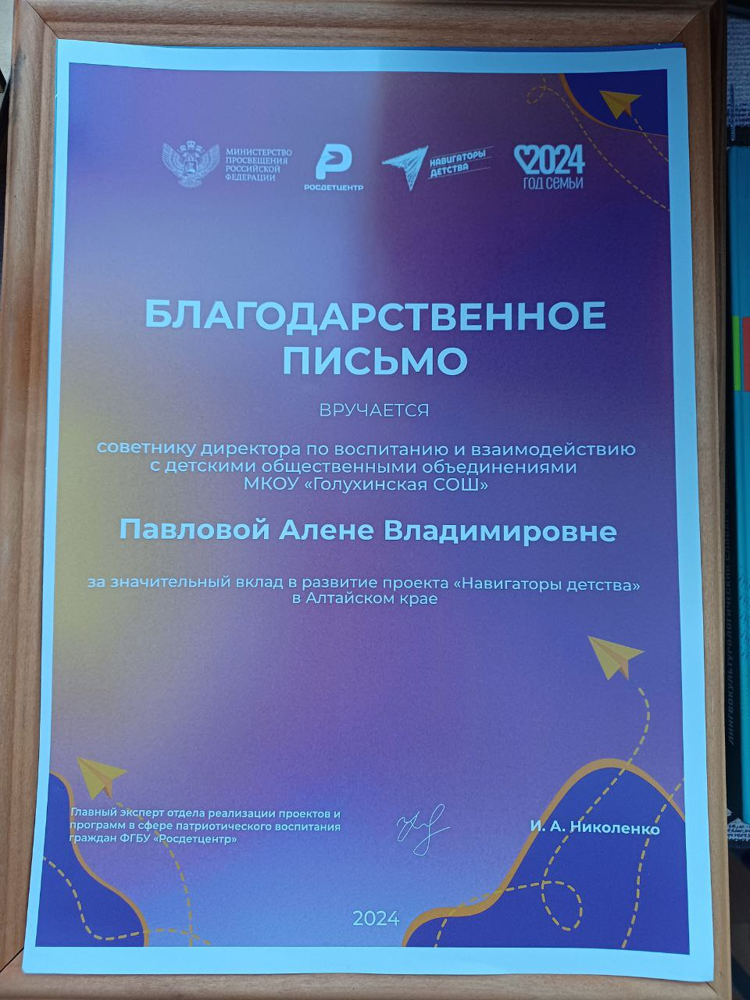 МИНИСТЕРСТВО
ПРОСВЕЩЕНИЯ
РОССИЙСКОЙ
ФЕДЕРАЦИИ
РОСДЕТЦЕНТР
НАВИГАТОРЫ
ДЕТСТВА
2024
ГОД СЕМЬИ
БЛАГОДАРСТВЕННОЕ
ПИСЬМО
ВРУЧАЕТСЯ
советнику директора по воспитанию и взаимодействию
с детскими общественными объединениями
МКОУ «Голухинская СОШ»
Павловой Алене Владимировне
за значительный вклад в развитие проекта «Навигаторы детства»
в Алтайском крае
Главный эксперт отдела реализации проектов и
программ в сфере патриотического воспитания
граждан ФГБУ «Росдетцентр»
И. А. Николенко
2024